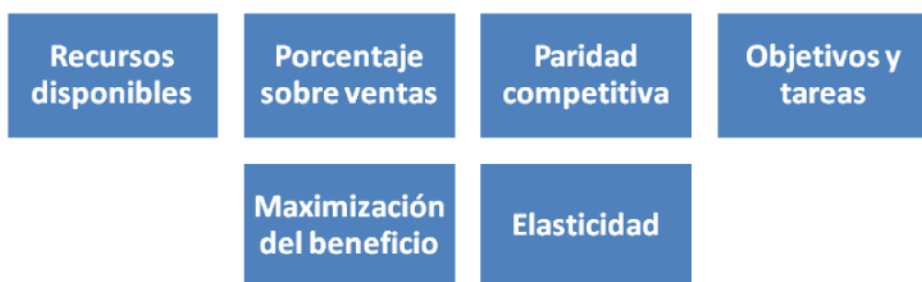 Recursos
disponibles
Porcentaje
sobre ventas
Paridad
competitiva
Objetivos y
tareas
Maximización
del beneficio
Elasticidad